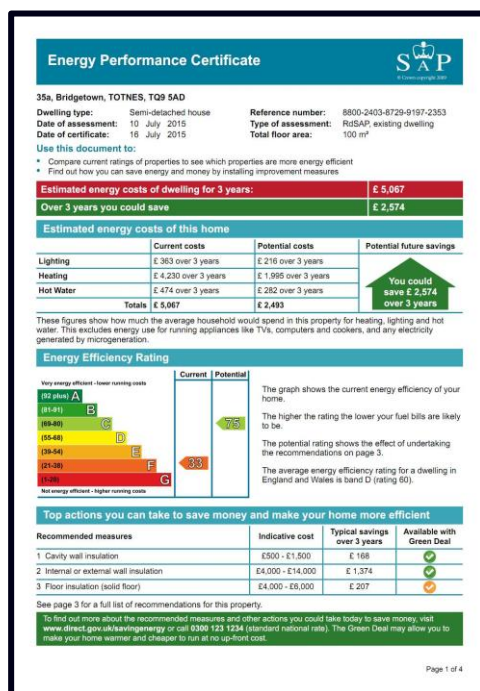 Energy Performance Certificate
SAP
© Crown copyright 2009
35a, Bridgetown, TOTNES, TQ9 5AD
Dwelling type: Semi-detached house Reference number: 8800-2403-8729-9197-2353
Date of assessment: 10 July 2015 Type of assessment: RdSAP, existing dwelling
Date of certificate: 16 July 2015 Total floor area: 100 m²
Use this document to:
• Compare current ratings of properties to see which properties are more energy efficient
• Find out how you can save energy and money by installing improvement measures
Estimated energy costs of dwelling for 3 years: £ 5,067
Over 3 years you could save £ 2,574
Estimated energy costs of this home
Current costs Potential costs Potential future savings
Lighting £ 363 over 3 years £ 216 over 3 years
Heating £ 4,230 over 3 years £ 1,995 over 3 years
Hot Water £ 474 over 3 years £ 282 over 3 years
Totals £ 5,067 £ 2,493
You could
save £ 2,574
over 3 years
These figures show how much the average household would spend in this property for heating, lighting and hot
water. This excludes energy use for running appliances like TVs, computers and cookers, and any electricity
generated by microgeneration.
Energy Efficiency Rating
Current Potential
Very energy efficient - lower running costs
(92 plus) A
(81-91) B
(69-80) C 75
(55-68) D
(39-54) E
(21-38) F 33
(1-20) G
Not energy efficient - higher running costs
The graph shows the current energy efficiency of your
home.
The higher the rating the lower your fuel bills are likely
to be.
The potential rating shows the effect of undertaking
the recommendations on page 3.
The average energy efficiency rating for a dwelling in
England and Wales is band D (rating 60).
Top actions you can take to save money and make your home more efficient
Recommended measures Indicative cost Typical savings over 3 years Available with Green Deal
1 Cavity wall insulation £500 - £1,500 £ 168
2 Internal or external wall insulation £4,000 - £14,000 £ 1,374
3 Floor insulation (solid floor) £4,000 - £6,000 £ 207
See page 3 for a full list of recommendations for this property.
To find out more about the recommended measures and other actions you could take today to save money, visit
www.direct.gov.uk/savingenergy or call 0300 123 1234 (standard national rate). The Green Deal may allow you to
make your home warmer and cheaper to run at no up-front cost.
Page 1 of 4